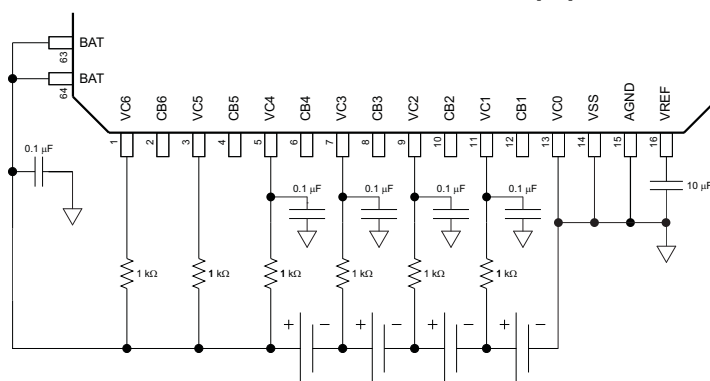 BAT
63
BAT
64
VC6
CB6
VC5
CB5
VC4
CB4
VC3
CB3
VC2
CB2
VC1
CB1
VC0
VSS
AGND
VREF
1
2
3
4
5
6
7
8
9
10
11
12
13
14
15
16
0.1 µF
0.1 µF
0.1 µF
0.1 µF
0.1 µF
10 µF
1 kΩ
1 kΩ
1 kΩ
1 kΩ
1 kΩ
1 kΩ
+ −
+ −
+ −
+ −